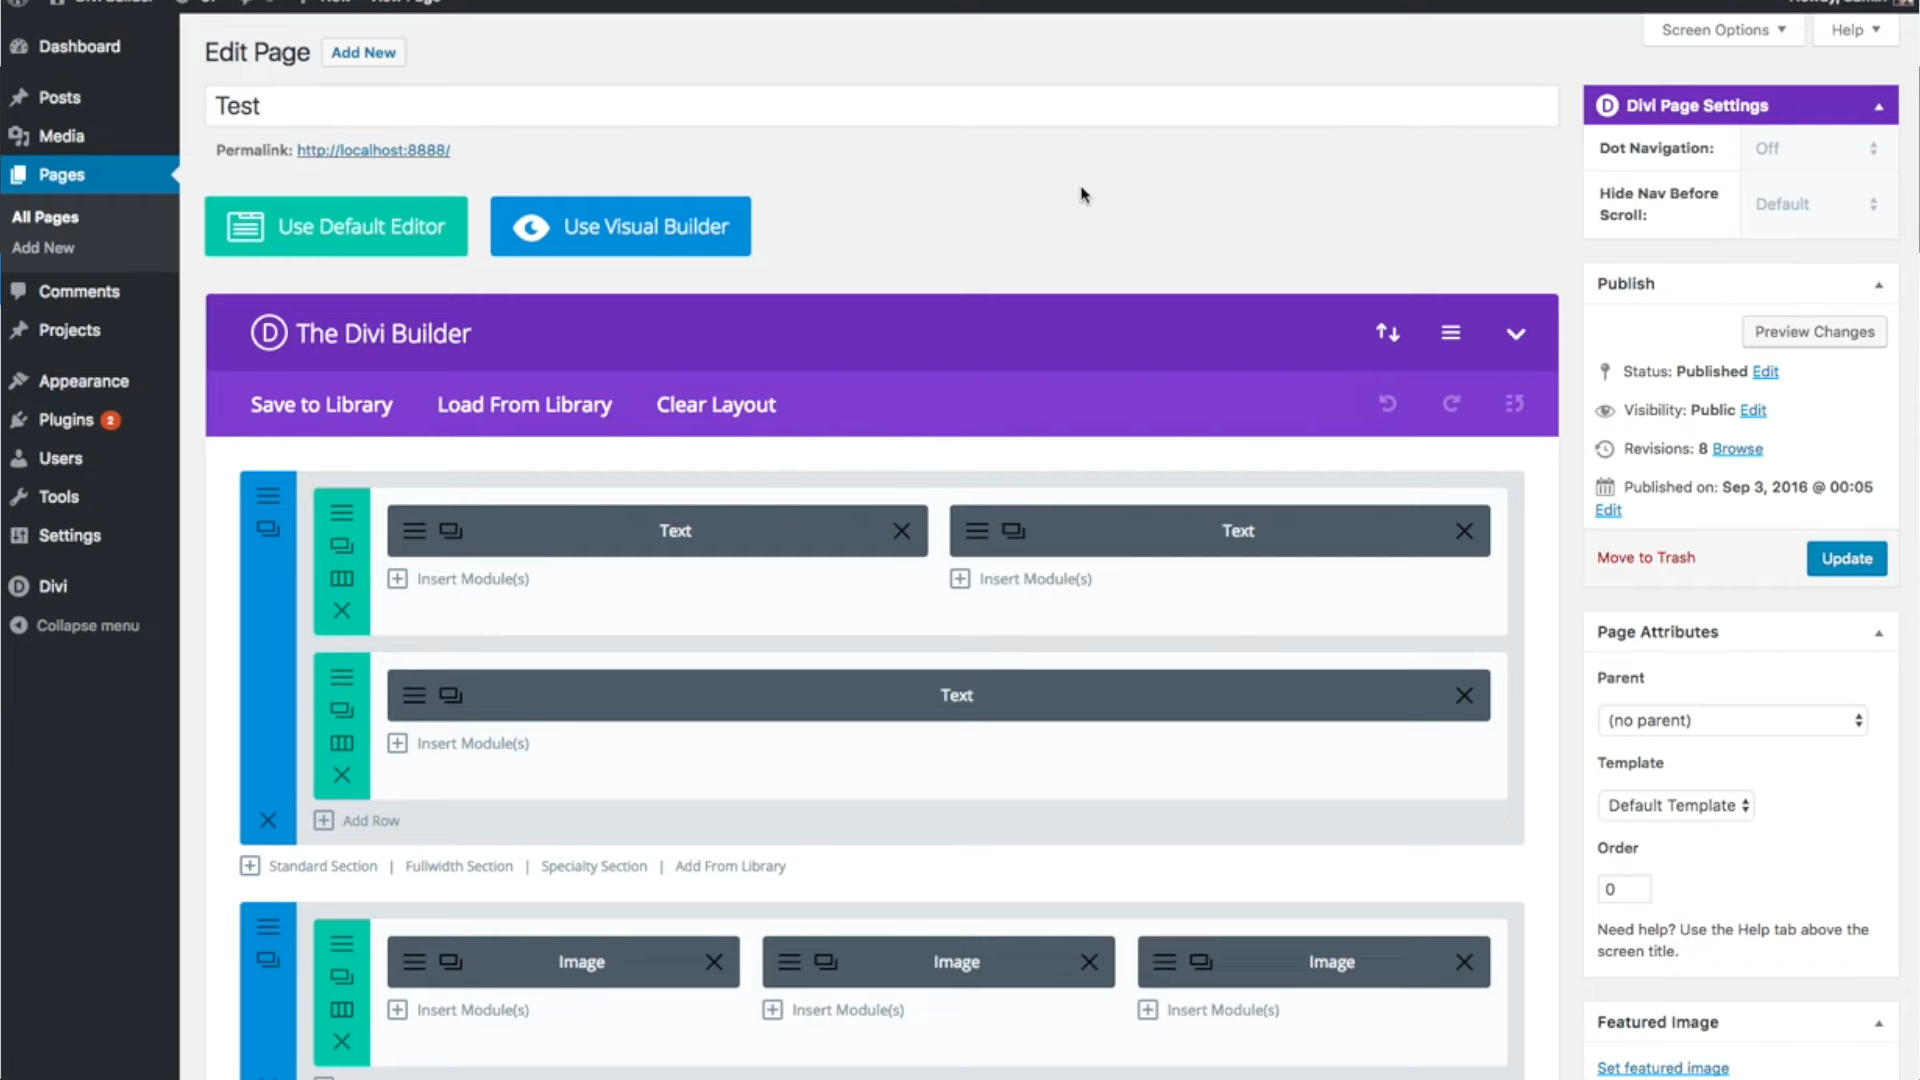 Dashboard
Posts
Media
Pages
All Pages
Add New
Comments
Projects
Appearance
Plugins 2
Users
Tools
Settings
Divi
Collapse menu
Screen Options
Help
Edit Page
Add New
Test
Permalink: http://localhost:8888/
Use Default Editor
Use Visual Builder
The Divi Builder
Save to Library
Load From Library
Clear Layout
Text
Text
Insert Module(s)
Insert Module(s)
Text
Insert Module(s)
Add Row
Standard Section | Fullwidth Section | Specialty Section | Add From Library
Image
Image
Image
Insert Module(s)
Insert Module(s)
Insert Module(s)
Divi Page Settings
Dot Navigation:
Off
Hide Nav Before
Scroll:
Default
Publish
Preview Changes
Status: Published Edit
Visibility: Public Edit
Revisions: 8 Browse
Published on: Sep 3, 2016 @ 00:05
Edit
Move to Trash
Update
Page Attributes
Parent
(no parent)
Template
Default Template
Order
0
Need help? Use the Help tab above the
screen title.
Featured Image
Set featured image